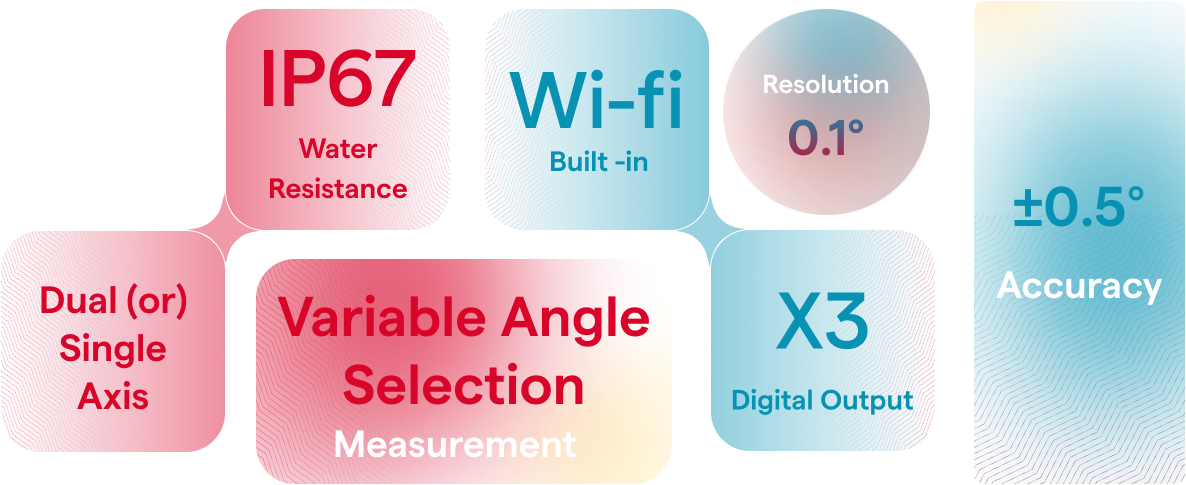 IP67
Water
Resistance
Wi-fi
Built -in
Resolution
0.1°
±0.5°
Accuracy
Dual (or)
Single
Axis
Variable Angle
Selection
Measurement
X3
Digital Output